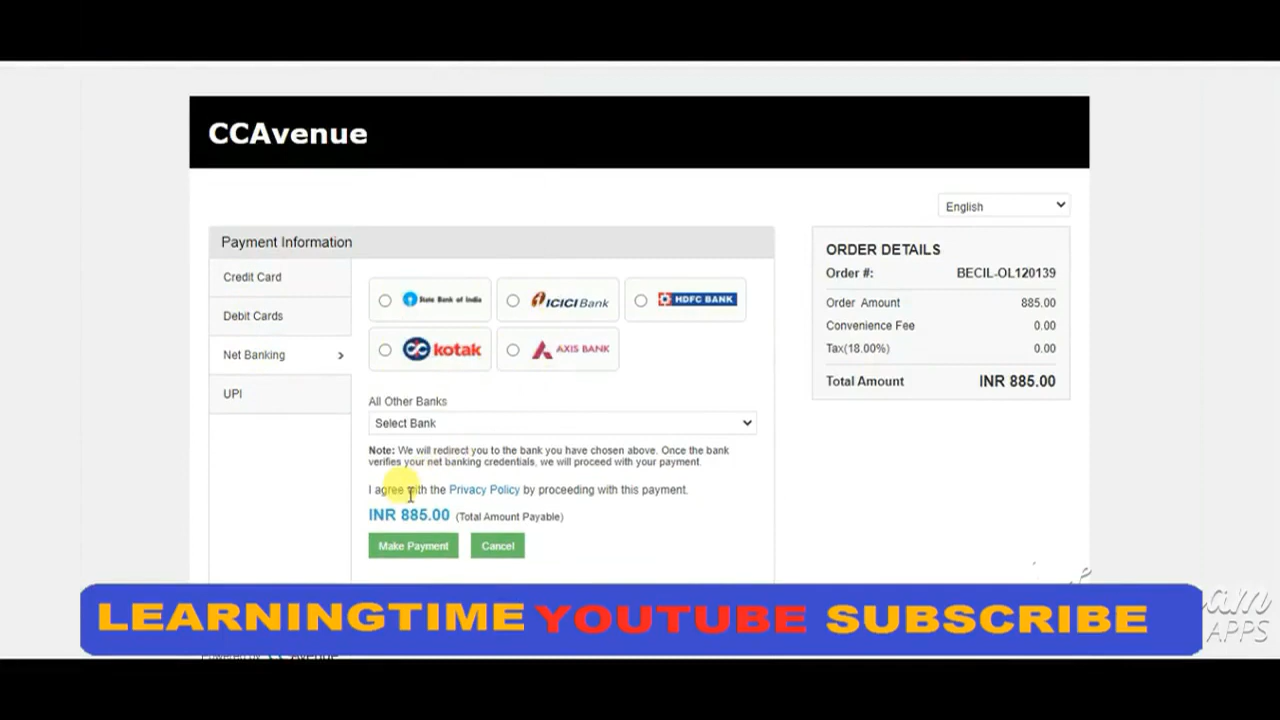 CCAvenue
English
Payment Information
Credit Card
Debit Cards
Net Banking
UPI
State Bank of India
ICICI Bank
HDFC BANK
kotak
AXIS BANK
All Other Banks
Select Bank
Note: We will redirect you to the bank you have chosen above. Once the bank
verifies your net banking credentials, we will proceed with your payment.
I agree with the Privacy Policy by proceeding with this payment.
INR 885.00 (Total Amount Payable)
Make Payment
Cancel
ORDER DETAILS
Order #: BECIL-OL120139
Order Amount 885.00
Convenience Fee 0.00
Tax(18.00%) 0.00
Total Amount INR 885.00
LEARNINGTIME YOUTUBE SUBSCRIBE
APPS